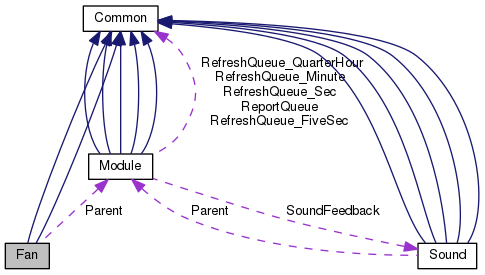 Common
RefreshQueue_QuarterHour
RefreshQueue_Minute
RefreshQueue_Sec
ReportQueue
RefreshQueue_FiveSec
Module
Parent
Parent
SoundFeedback
Fan
Sound